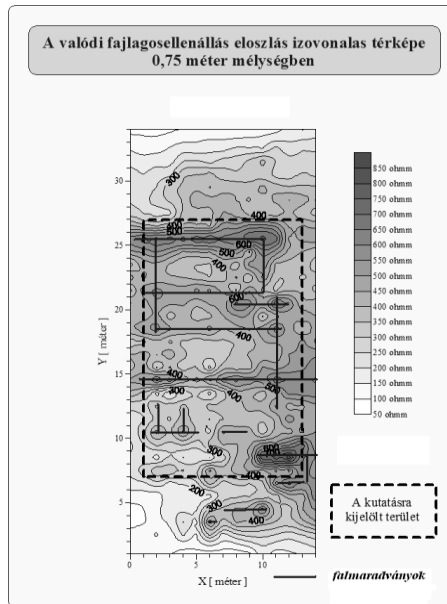 A valódi fajlagosellenállás eloszlás izovonalas térképe
0,75 méter mélységben
Y [ méter ]
30
25
20
15
10
5
0
5
10
X [ méter ]
300
400
400
500
600
500
400
600
400
400
500
400
300
300
600
700
400
200
300
400
850 ohmm
800 ohmm
750 ohmm
700 ohmm
650 ohmm
600 ohmm
550 ohmm
500 ohmm
450 ohmm
400 ohmm
350 ohmm
300 ohmm
250 ohmm
200 ohmm
150 ohmm
100 ohmm
50 ohmm
A kutatásra
kijelölt terület
falmaradványok